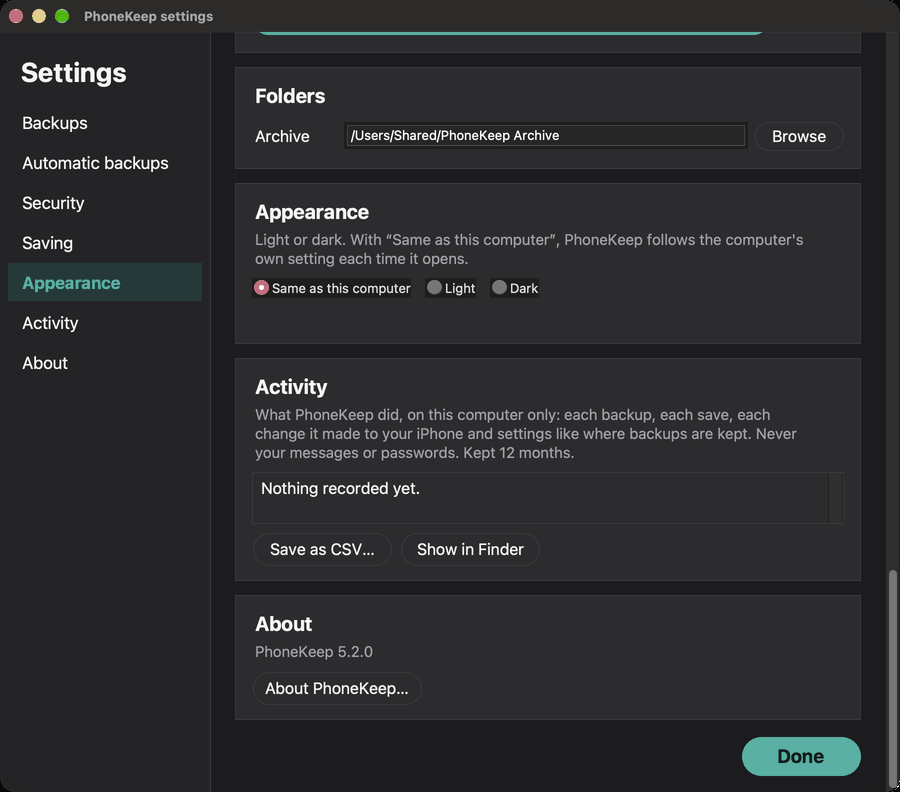 PhoneKeep settings
Settings
Backups
Automatic backups
Security
Saving
Appearance
Activity
About
Folders
Archive /Users/Shared/PhoneKeep Archive Browse
Appearance
Light or dark. With “Same as this computer”, PhoneKeep follows the computer's
own setting each time it opens.
Same as this computer Light Dark
Activity
What PhoneKeep did, on this computer only: each backup, each save, each
change it made to your iPhone and settings like where backups are kept. Never
your messages or passwords. Kept 12 months.
Nothing recorded yet.
Save as CSV... Show in Finder
About
PhoneKeep 5.2.0
About PhoneKeep...
Done